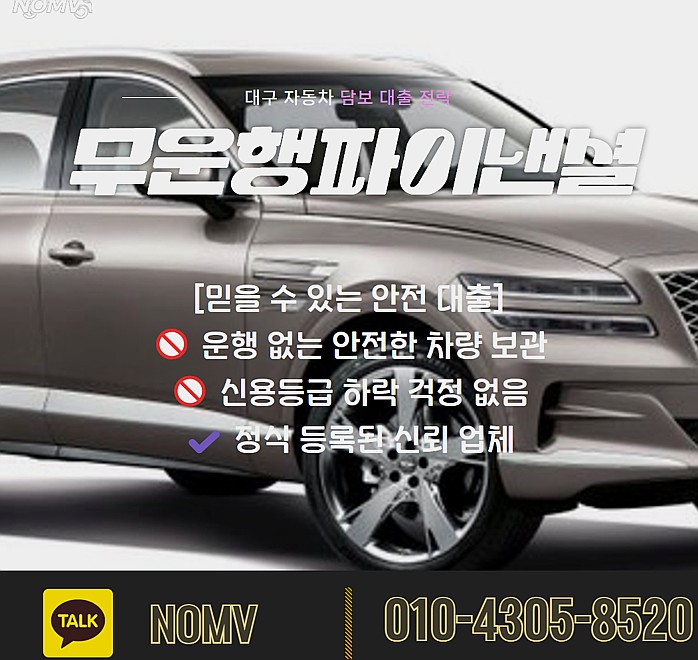 NOMV
대구 자동차 담보 대출 전략
무운행파이낸셜
[믿을 수 있는 안전 대출]
운행 없는 안전한 차량 보관
신용등급 하락 걱정 없음
정식 등록된 신뢰 업체
TALK NOMV 010-4305-8520